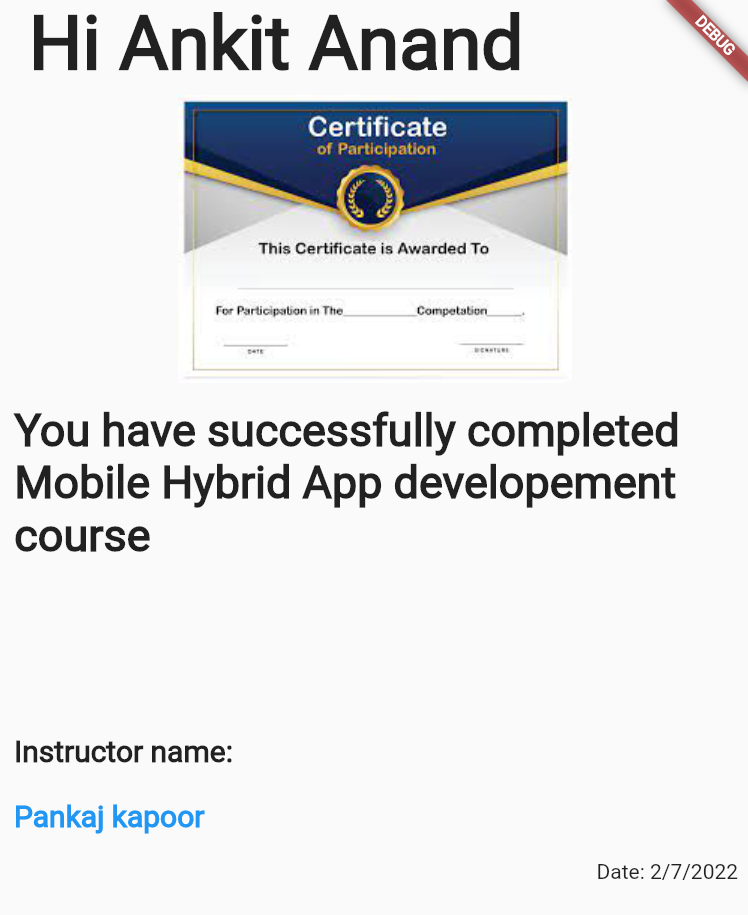 Hi Ankit Anand
DEBUG
Certificate
of Participation
This Certificate is Awarded To
For Participation in The____________Competation______.
DATE
SIGNATURE
You have successfully completed
Mobile Hybrid App developement
course
Instructor name:
Pankaj kapoor
Date: 2/7/2022